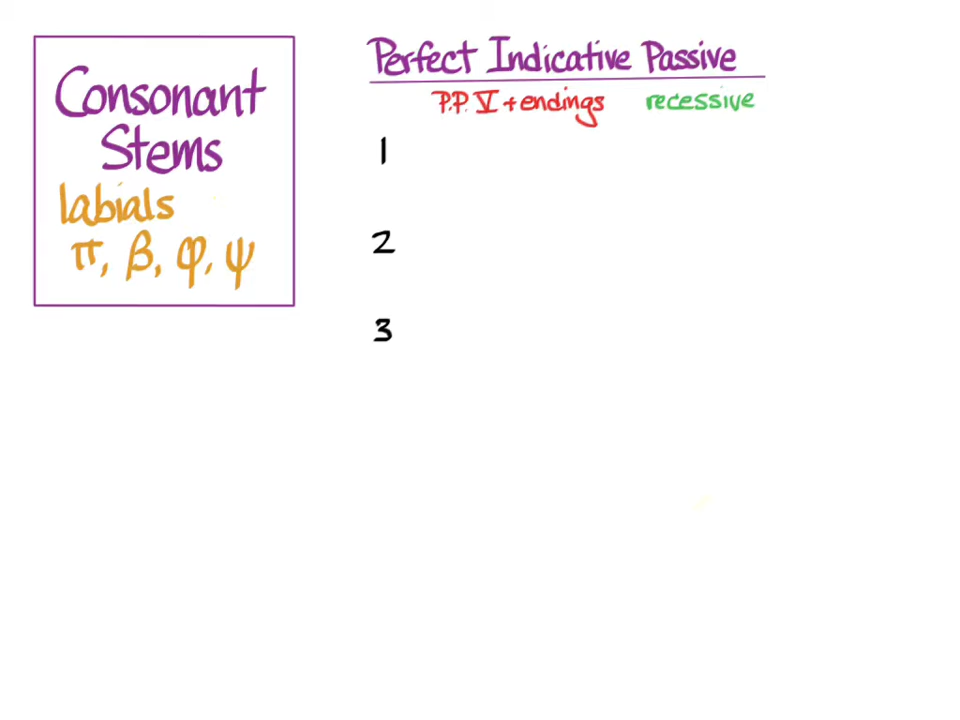 Consonant
Stems
labials
π, β, φ, ψ
Perfect Indicative Passive
P.P. V + endings recessive
1
2
3